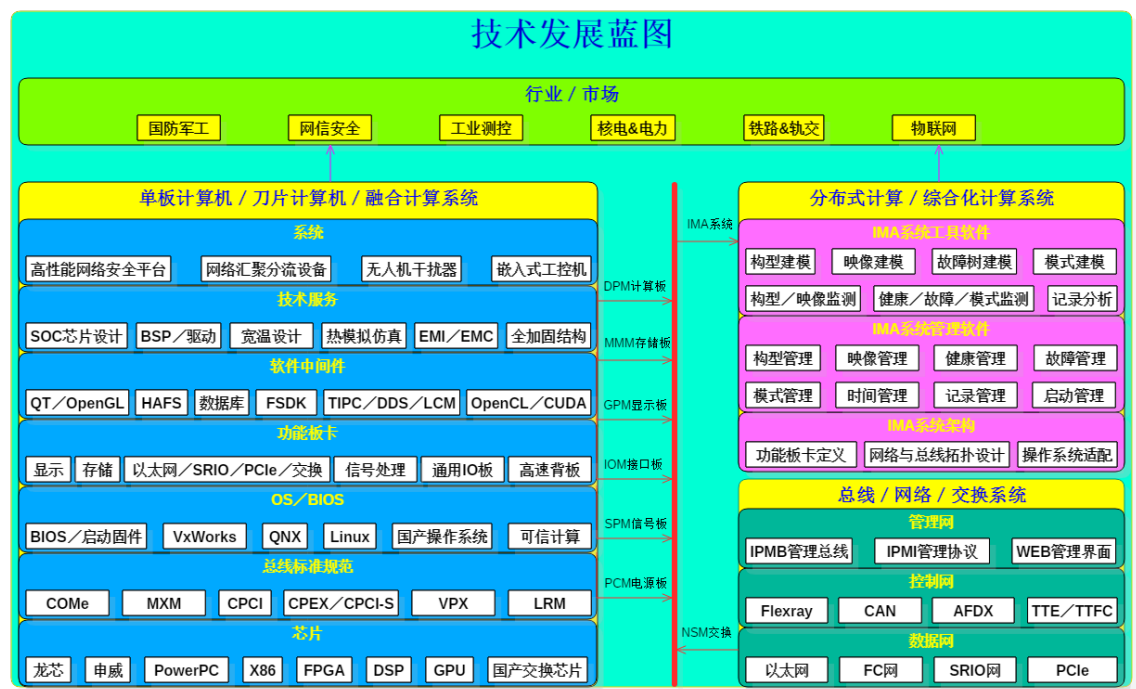 技术发展蓝图
行业 / 市场
国防军工 网信安全 工业测控 核电&电力 铁路&轨交 物联网
单板计算机 / 刀片计算机 / 融合计算系统
系统
高性能网络安全平台 网络汇聚分流设备 无人机干扰器 嵌入式工控机
技术服务
SOC芯片设计 BSP／驱动 宽温设计 热模拟仿真 EMI／EMC 全加固结构
软件中间件
QT／OpenGL HAFS 数据库 FSDK TIPC／DDS／LCM OpenCL／CUDA
功能板卡
显示 存储 以太网／SRIO／PCIe／交换 信号处理 通用IO板 高速背板
OS／BIOS
BIOS／启动固件 VxWorks QNX Linux 国产操作系统 可信计算
总线标准规范
COMe MXM CPCI CPEX／CPCI-S VPX LRM
芯片
龙芯 申威 PowerPC X86 FPGA DSP GPU 国产交换芯片
IMA系统
DPM计算板
MMM存储板
GPM显示板
IOM接口板
SPM信号板
PCM电源板
NSM交换
分布式计算 / 综合化计算系统
IMA系统工具软件
构型建模 映像建模 故障树建模 模式建模
构型／映像监测 健康／故障／模式监测 记录分析
IMA系统管理软件
构型管理 映像管理 健康管理 故障管理
模式管理 时间管理 记录管理 启动管理
IMA系统架构
功能板卡定义 网络与总线拓扑设计 操作系统适配
总线 / 网络 / 交换系统
管理网
IPMB管理总线 IPMI管理协议 WEB管理界面
控制网
Flexray CAN AFDX TTE／TTFC
数据网
以太网 FC网 SRIO网 PCIe